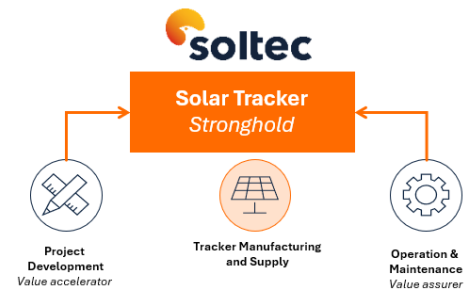 soltec
Solar Tracker
Stronghold
Project
Development
Value accelerator
Tracker Manufacturing
and Supply
Operation &
Maintenance
Value assurer